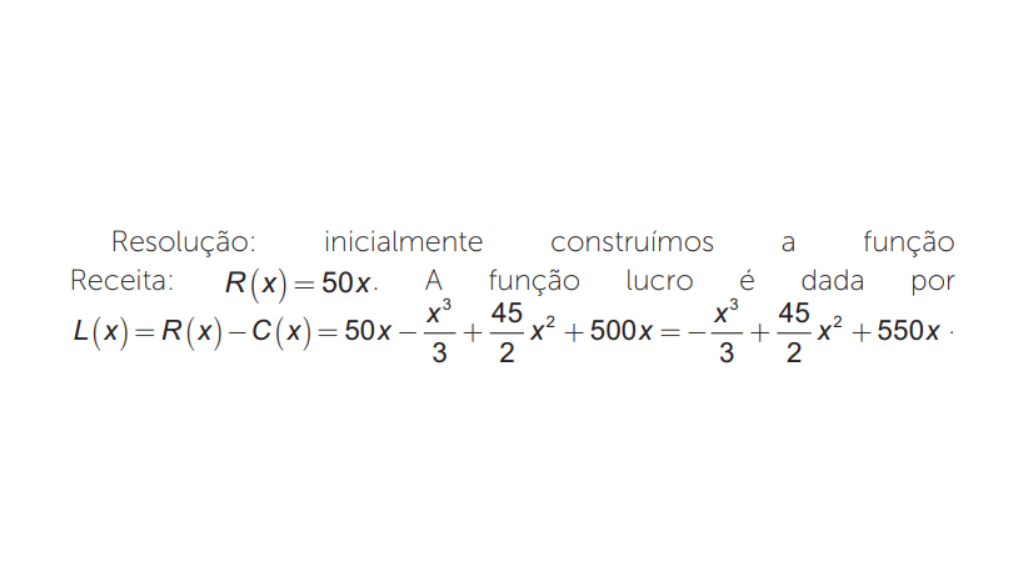 Resolução: inicialmente construímos a função
Receita: R(x) = 50x. A função lucro é dada por
L(x) = R(x) − C(x) = 50x − x³/3 + 45/2 x² + 500x = − x³/3 + 45/2 x² + 550x .